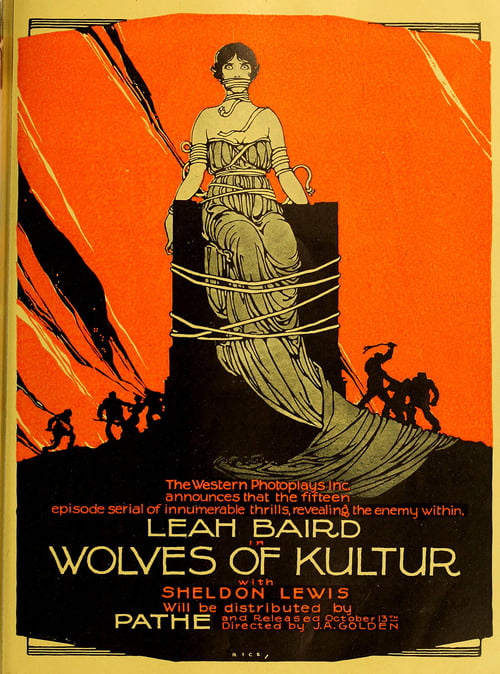 The Western Photoplays Inc.
announces that the fifteen
episode serial of innumerable thrills, revealing the enemy within.
LEAH BAIRD
in
WOLVES OF KULTUR
with
SHELDON LEWIS
Will be distributed by
PATHE and Released October 13TH
Directed by J.A. GOLDEN
RICE,